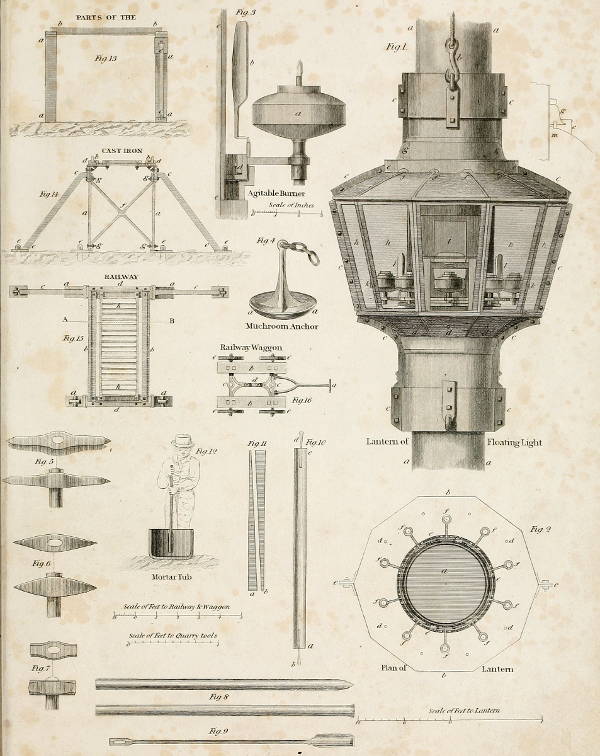 PARTS OF THE
Fig. 13
CAST IRON
Fig. 14
RAILWAY
A
B
Fig. 15
Fig. 3
Agitable Burner
Scale of Inches
Fig. 4
Muchroom Anchor
Railway Waggon
Fig. 16
Fig. 1.
Lantern of
Floating Light
Fig. 5
Fig. 6
Fig. 7
Fig. 12
Mortar Tub
Fig. 11
Fig. 10
Scale of Feet to Railway & Waggon
Scale of Feet to Quarry tools
Fig. 2
Plan of
Lantern
Scale of Feet to Lantern
Fig. 8
Fig. 9